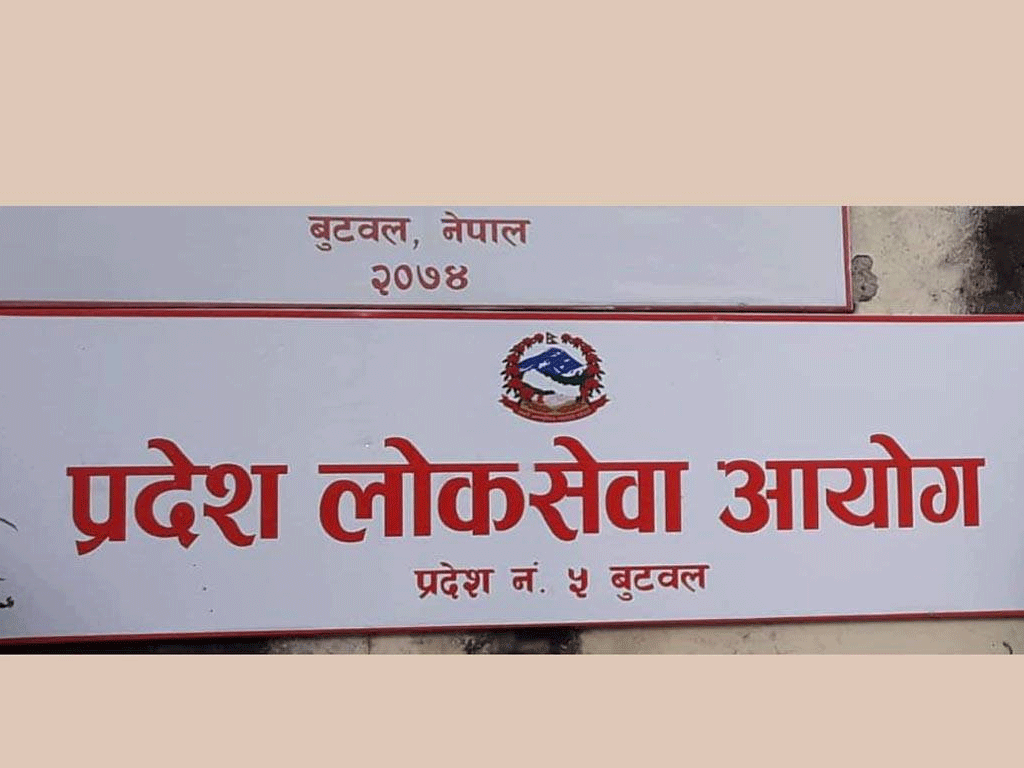 बुटवल, नेपाल
२०७४
प्रदेश लोकसेवा आयोग
प्रदेश नं. ५ बुटवल